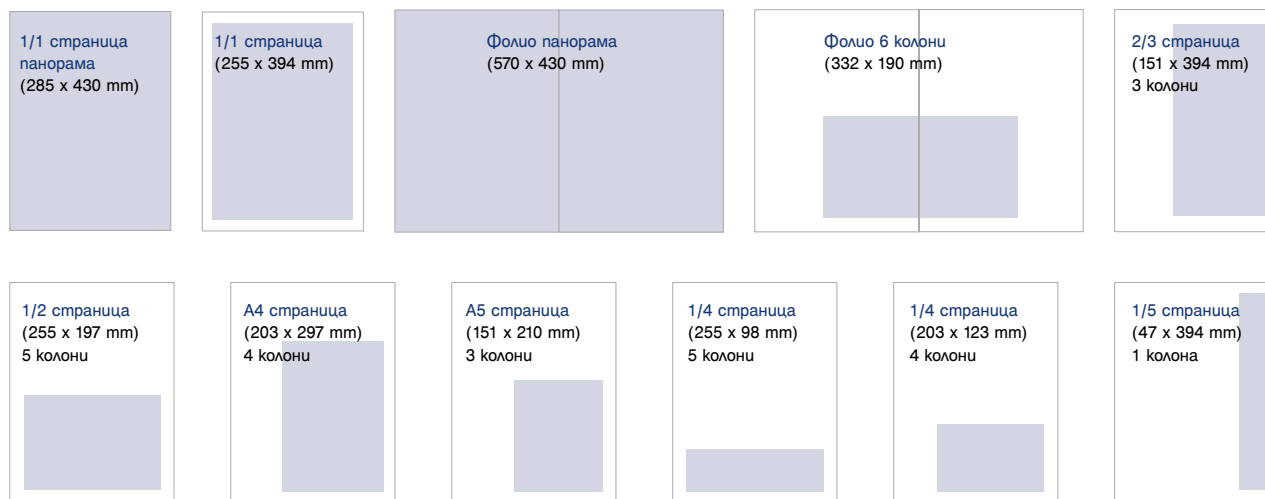 1/1 страница
панорама
(285 x 430 mm)
1/1 страница
(255 x 394 mm)
Фолио панорама
(570 x 430 mm)
Фолио 6 колони
(332 x 190 mm)
2/3 страница
(151 x 394 mm)
3 колони
1/2 страница
(255 x 197 mm)
5 колони
A4 страница
(203 x 297 mm)
4 колони
A5 страница
(151 x 210 mm)
3 колони
1/4 страница
(255 x 98 mm)
5 колони
1/4 страница
(203 x 123 mm)
4 колони
1/5 страница
(47 x 394 mm)
1 колона